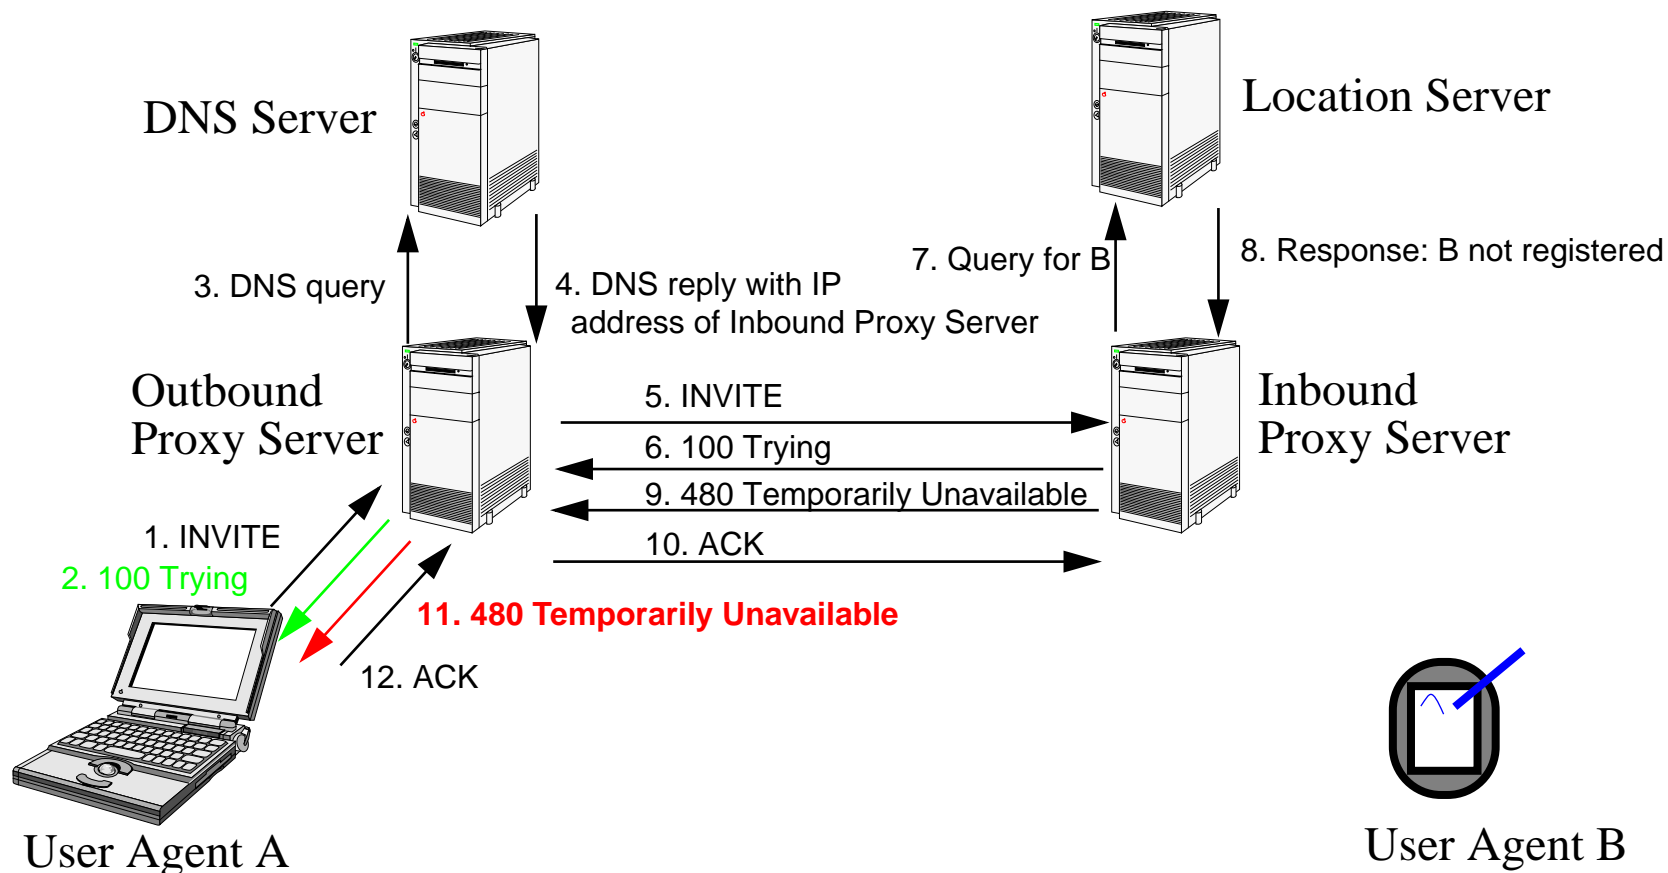 DNS Server
Location Server
3. DNS query
4. DNS reply with IP
address of Inbound Proxy Server
7. Query for B
8. Response: B not registered
Outbound
Proxy Server
5. INVITE
6. 100 Trying
9. 480 Temporarily Unavailable
10. ACK
Inbound
Proxy Server
1. INVITE
2. 100 Trying
11. 480 Temporarily Unavailable
12. ACK
User Agent A
User Agent B